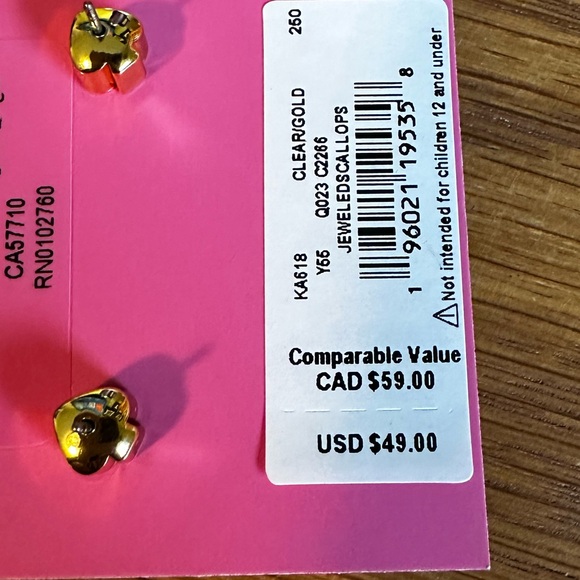 CA57710
RN0102760
KA618 CLEAR/GOLD 250
Y55 Q023 C2266
JEWELEDSCALLOPS
1 96021 19535 8
⚠Not intended for children 12 and under
Comparable Value
CAD $59.00
USD $49.00